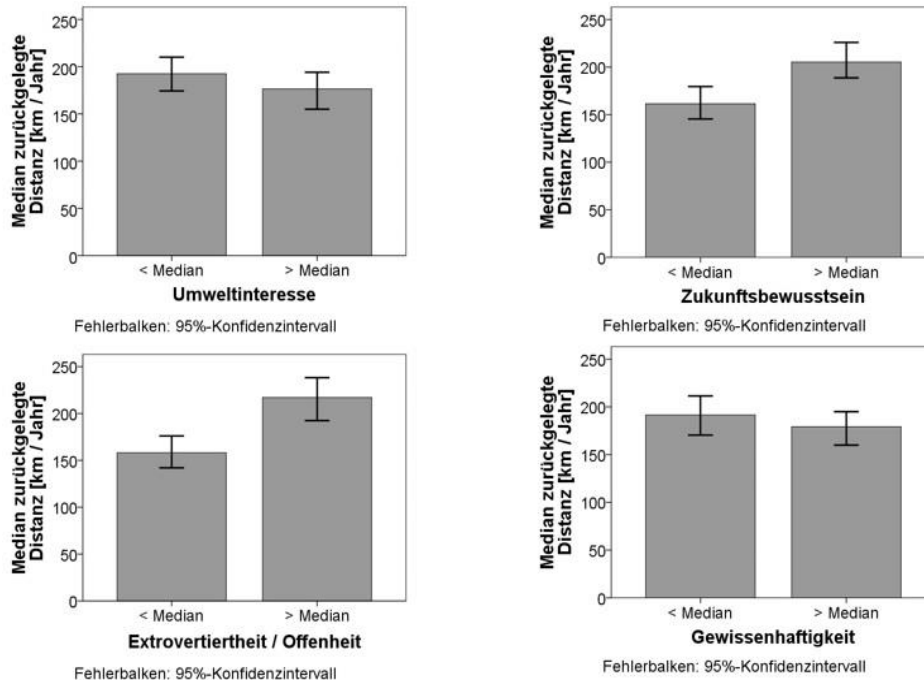 Median zurückgelegte
Distanz [km / Jahr]
250
200
150
100
50
0
< Median
> Median
Umweltinteresse
Fehlerbalken: 95%-Konfidenzintervall
Median zurückgelegte
Distanz [km / Jahr]
250
200
150
100
50
0
< Median
> Median
Zukunftsbewusstsein
Fehlerbalken: 95%-Konfidenzintervall
Median zurückgelegte
Distanz [km / Jahr]
250
200
150
100
50
0
< Median
> Median
Extrovertiertheit / Offenheit
Fehlerbalken: 95%-Konfidenzintervall
Median zurückgelegte
Distanz [km / Jahr]
250
200
150
100
50
0
< Median
> Median
Gewissenhaftigkeit
Fehlerbalken: 95%-Konfidenzintervall